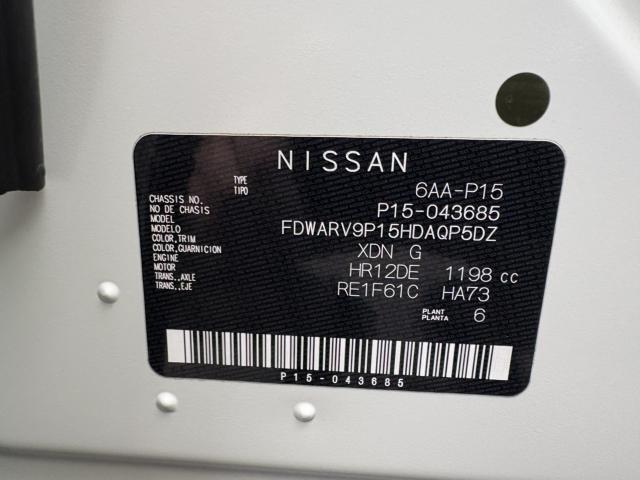 NISSAN
TYPE
TIPO 6AA-P15
CHASSIS NO.
NO DE CHASIS P15-043685
MODEL
MODELO FDWARV9P15HDAQP5DZ
COLOR,TRIM
COLOR,GUARNICION XDN G
ENGINE
MOTOR HR12DE 1198 cc
TRANS.,AXLE
TRANS.,EJE RE1F61C HA73
PLANT
PLANTA 6
P15-043685